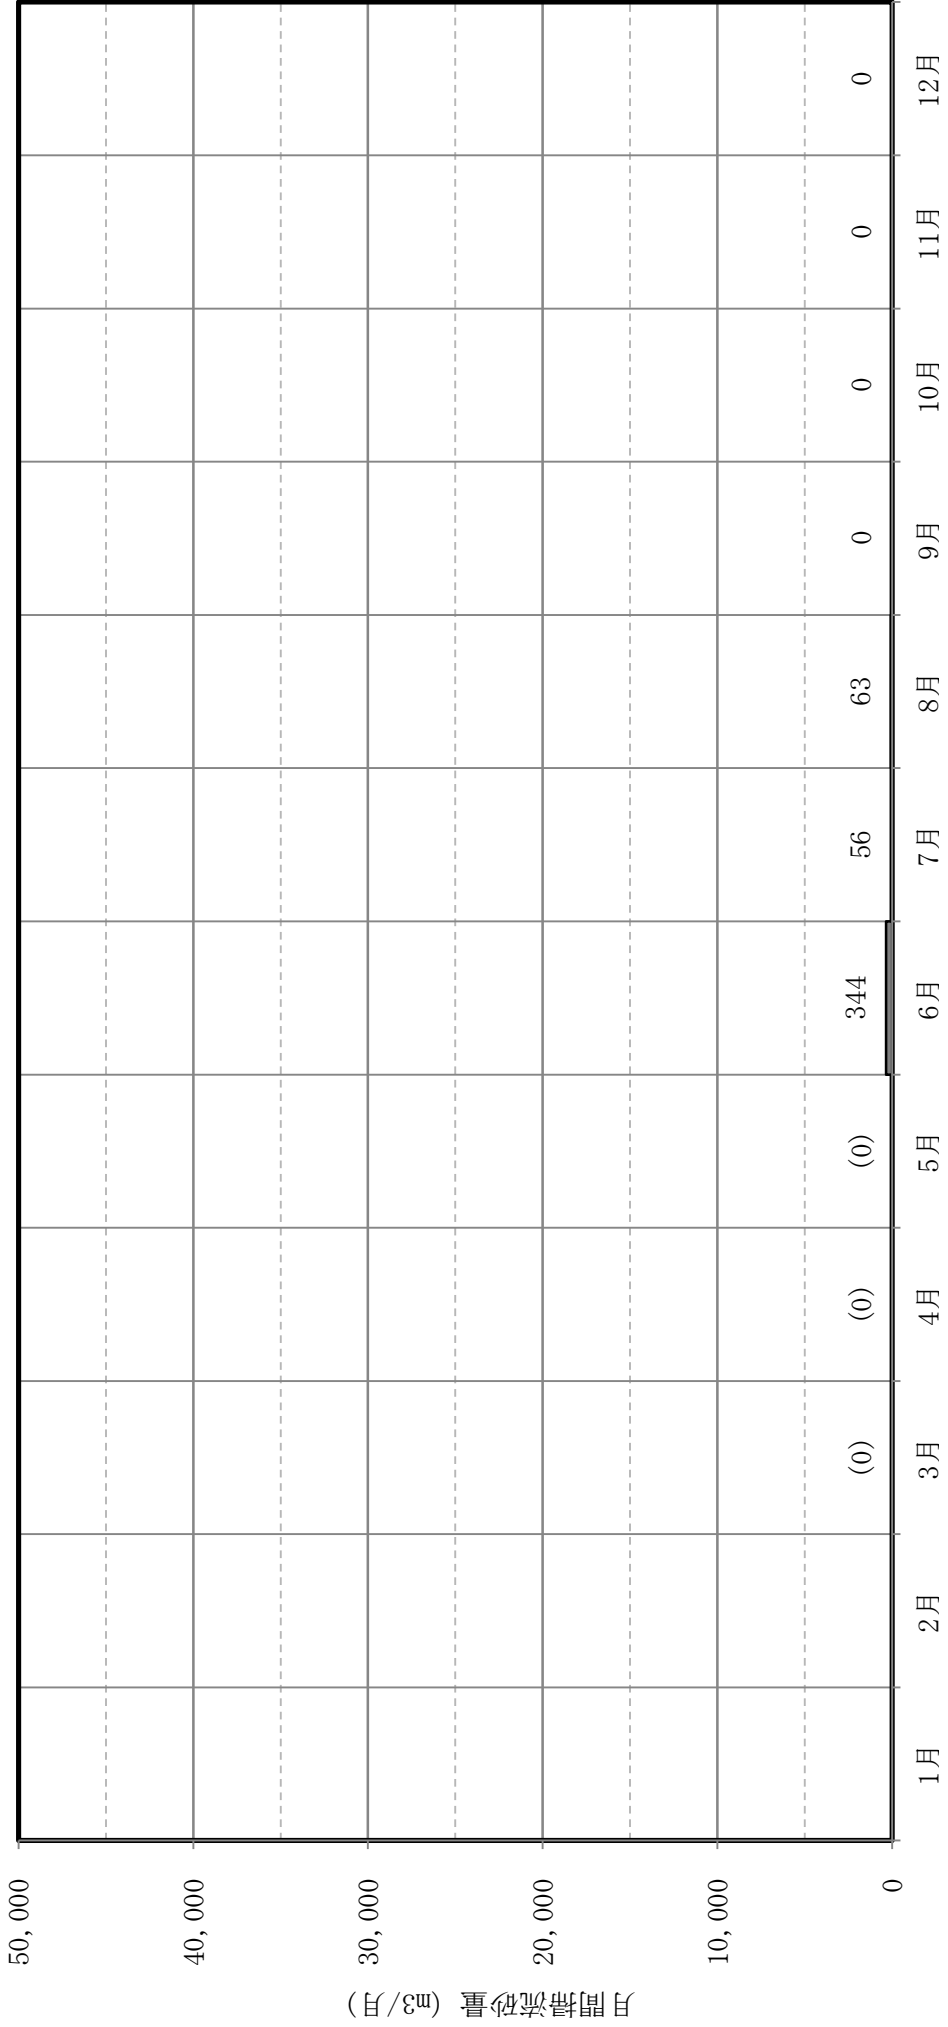 月間掃流砂量 (m3/月)
50,000
40,000
30,000
20,000
10,000
0
(0)
(0)
(0)
344
56
63
0
0
0
0
1月
2月
3月
4月
5月
6月
7月
8月
9月
10月
11月
12月